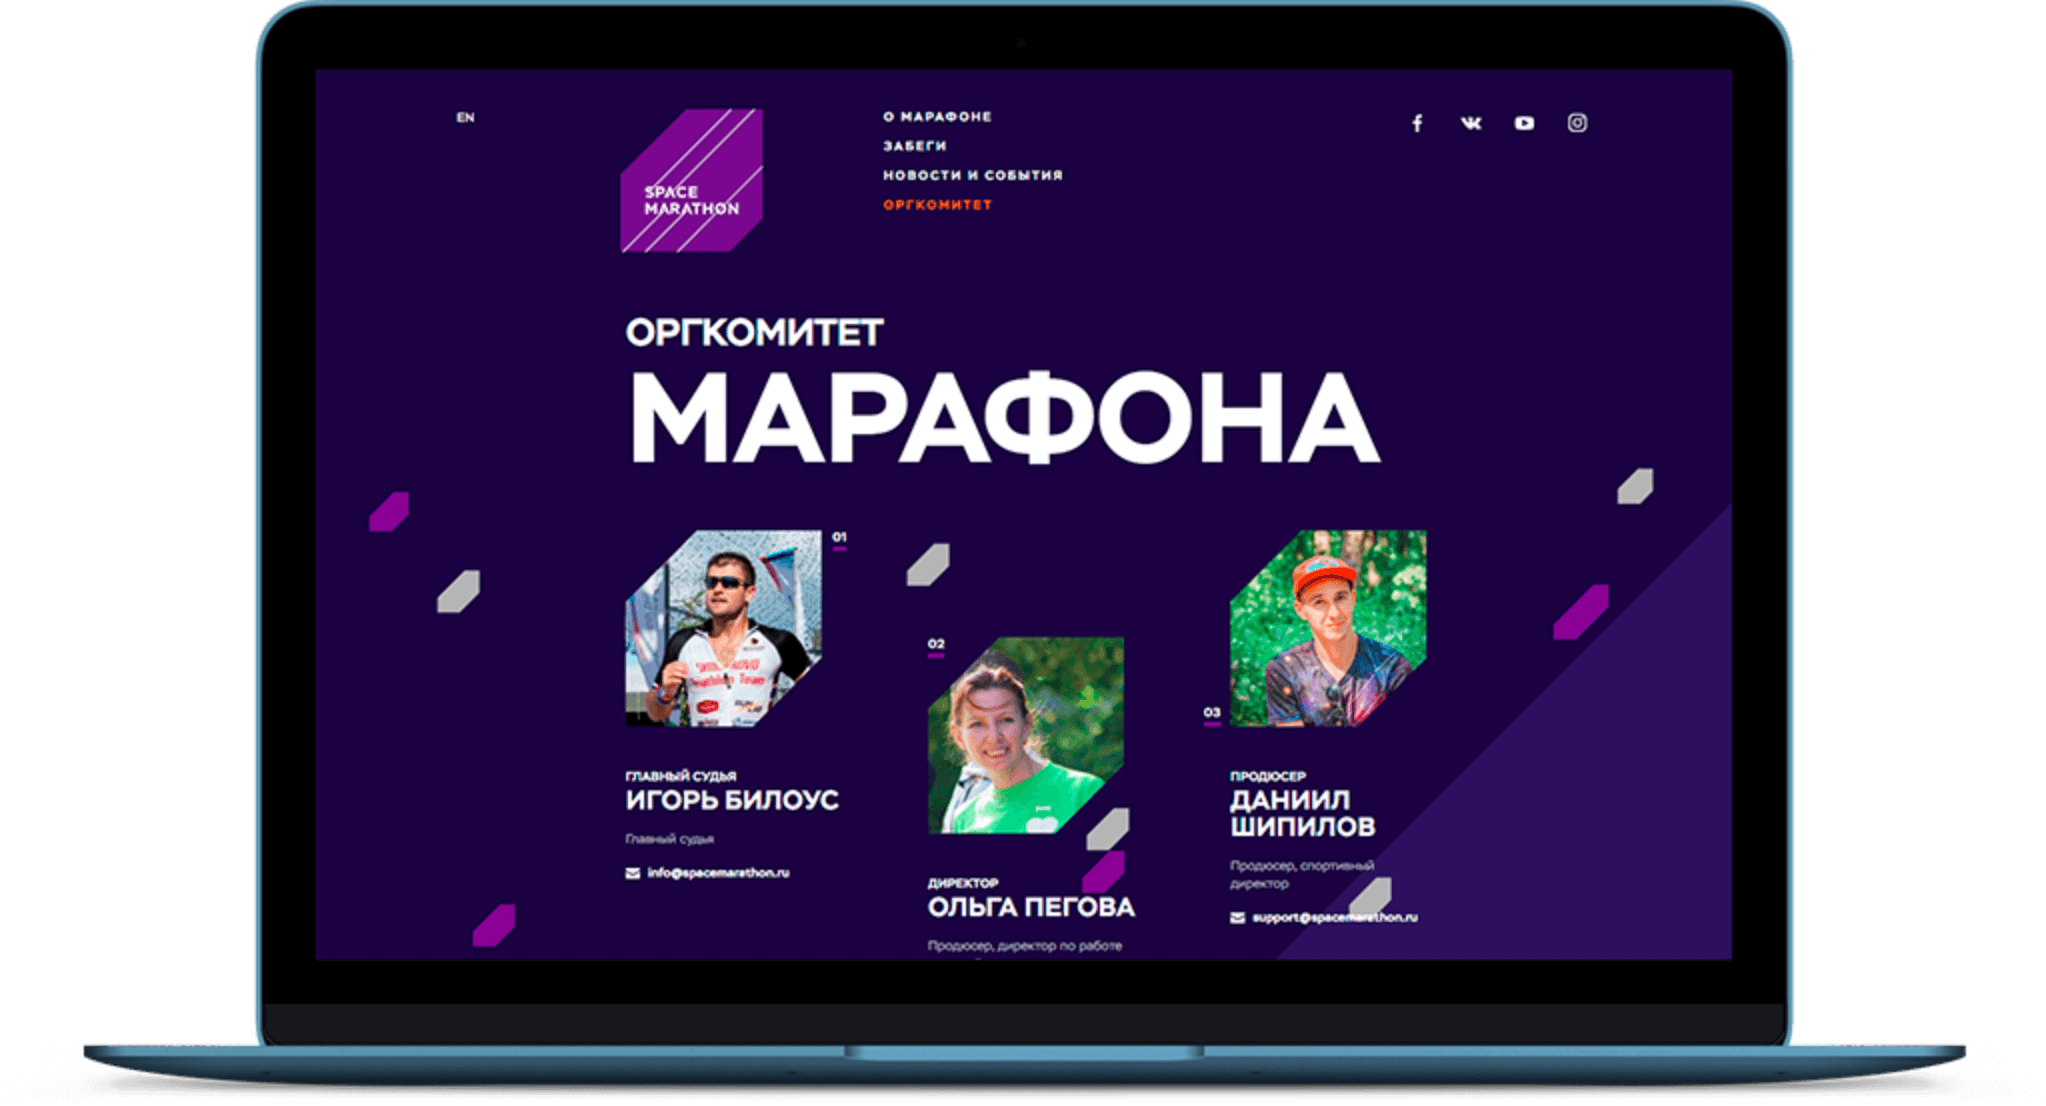 EN
SPACE
MARATHON
О МАРАФОНЕ
ЗАБЕГИ
НОВОСТИ И СОБЫТИЯ
ОРГКОМИТЕТ
ОРГКОМИТЕТ
МАРАФОНА
01
ГЛАВНЫЙ СУДЬЯ
ИГОРЬ БИЛОУС
Главный судья
info@spacemarathon.ru
02
ДИРЕКТОР
ОЛЬГА ПЕГОВА
Продюсер, директор по работе
03
ПРОДЮСЕР
ДАНИИЛ
ШИПИЛОВ
Продюсер, спортивный
директор
support@spacemarathon.ru
Triathlon Team